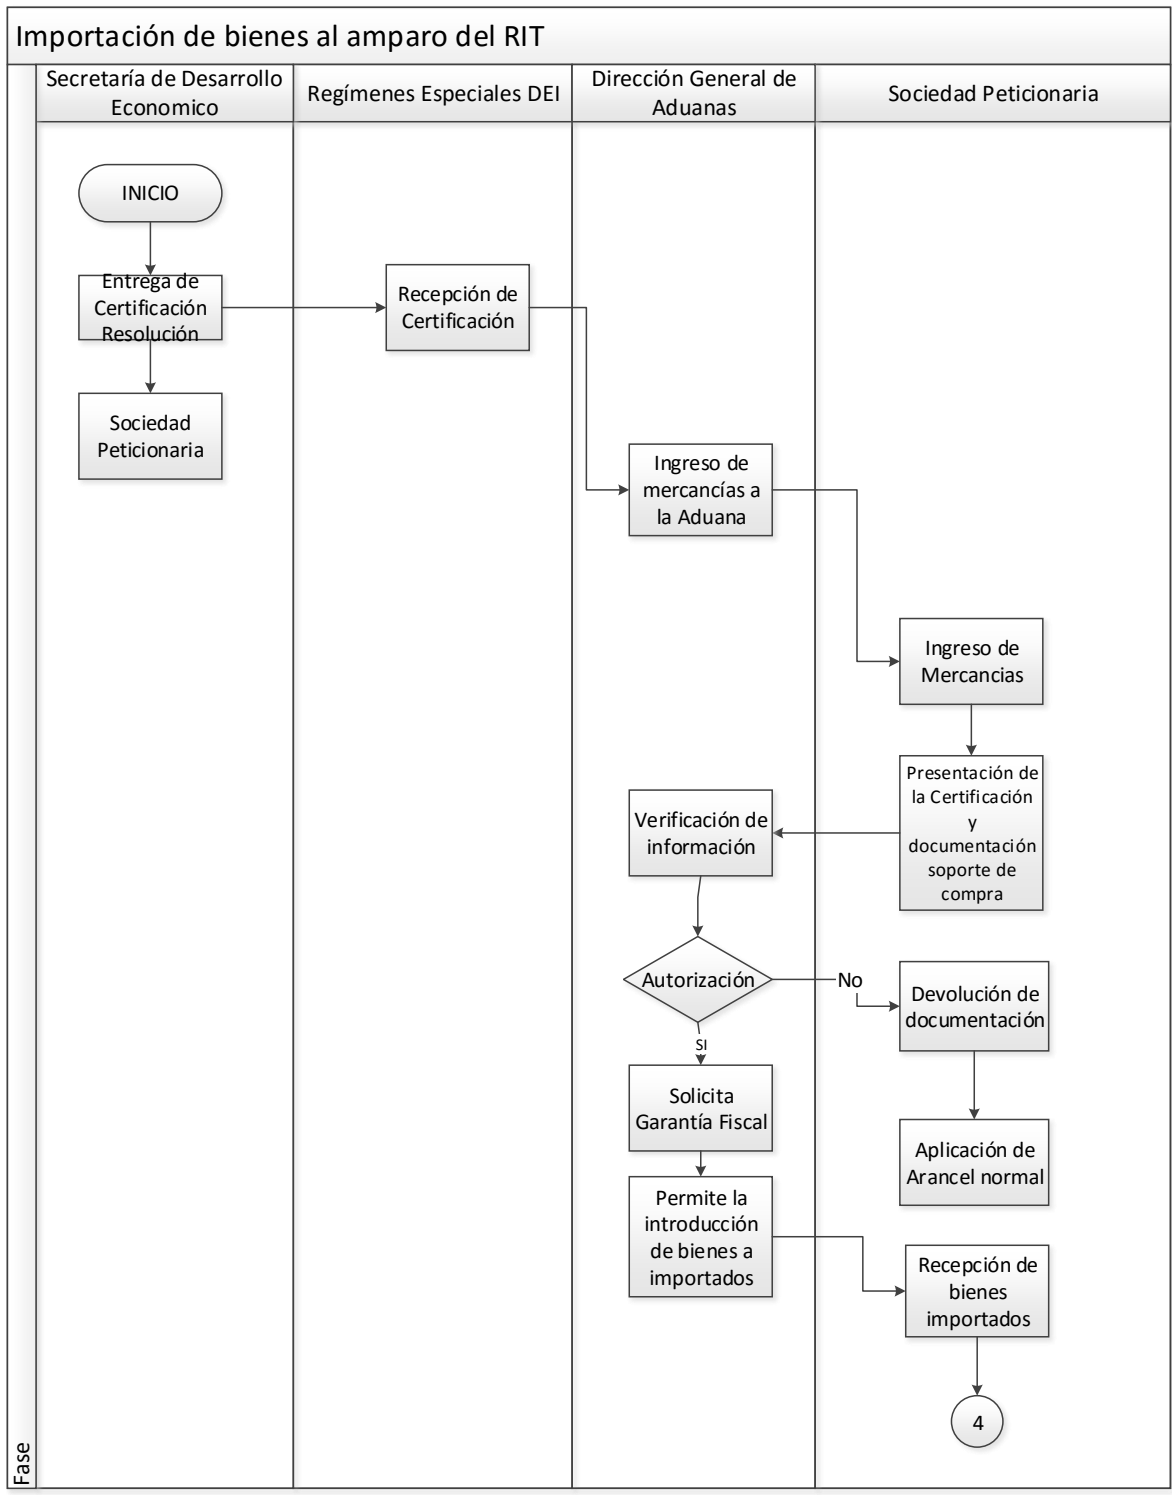 Importación de bienes al amparo del RIT
Secretaría de Desarrollo
Economico
Regímenes Especiales DEI
Dirección General de
Aduanas
Sociedad Peticionaria
INICIO
Entrega de
Certificación
Resolución
Recepción de
Certificación
Sociedad
Peticionaria
Ingreso de
mercancías a
la Aduana
Ingreso de
Mercancias
Presentación de
la Certificación
y
documentación
soporte de
compra
Verificación de
información
Autorización
No
Devolución de
documentación
SI
Solicita
Garantía Fiscal
Aplicación de
Arancel normal
Permite la
introducción
de bienes a
importados
Recepción de
bienes
importados
4
Fase